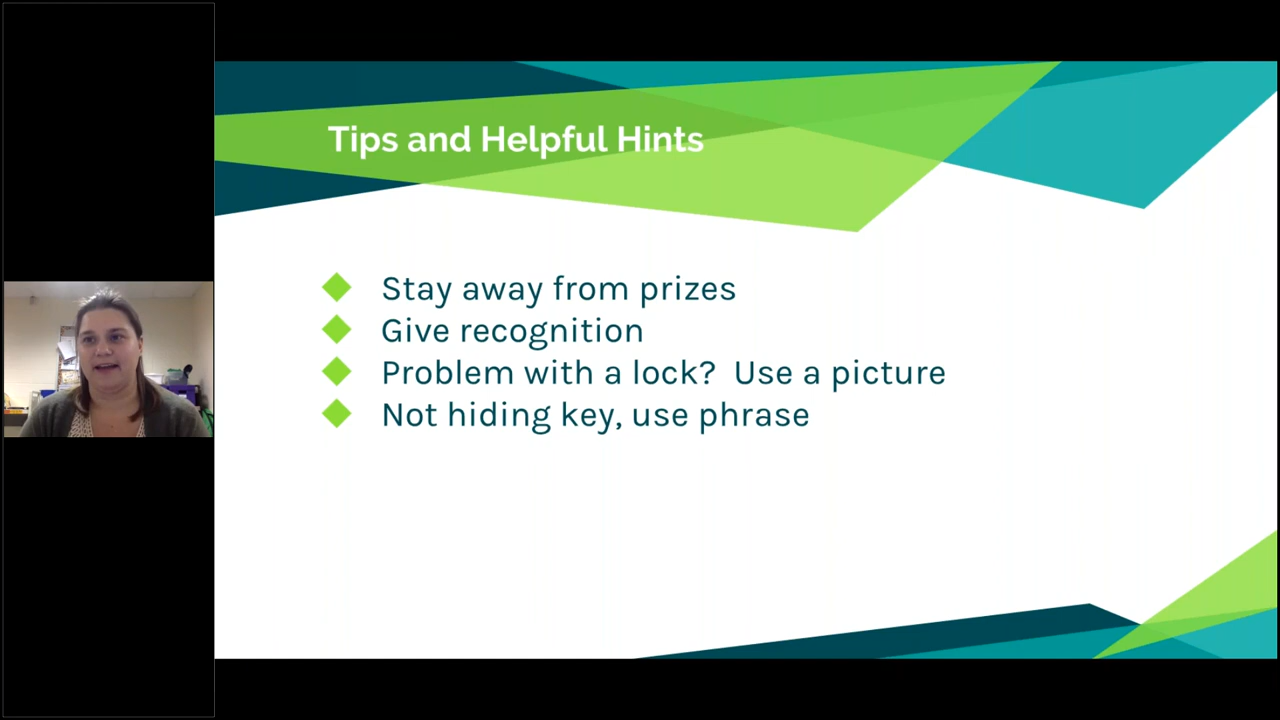 Tips and Helpful Hints
Stay away from prizes
Give recognition
Problem with a lock? Use a picture
Not hiding key, use phrase